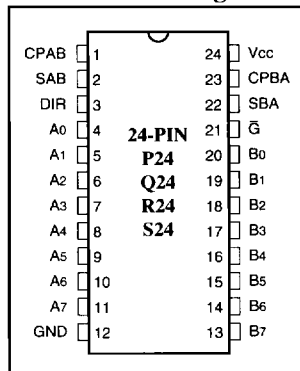 CPAB 1 24 Vcc
SAB 2 23 CPBA
DIR 3 22 SBA
A0 4 24-PIN 21 G̅
A1 5 P24 20 B0
A2 6 Q24 19 B1
A3 7 R24 18 B2
A4 8 S24 17 B3
A5 9 16 B4
A6 10 15 B5
A7 11 14 B6
GND 12 13 B7